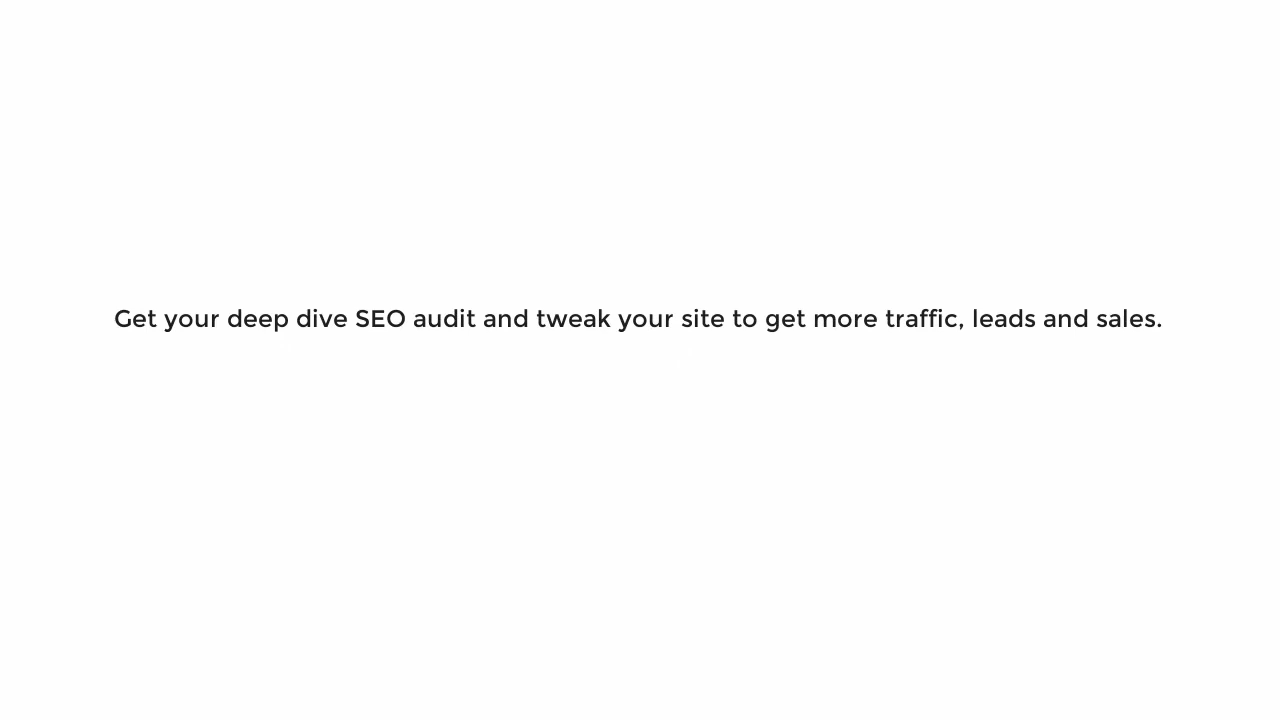 Get your deep dive SEO audit and tweak your site to get more traffic, leads and sales.